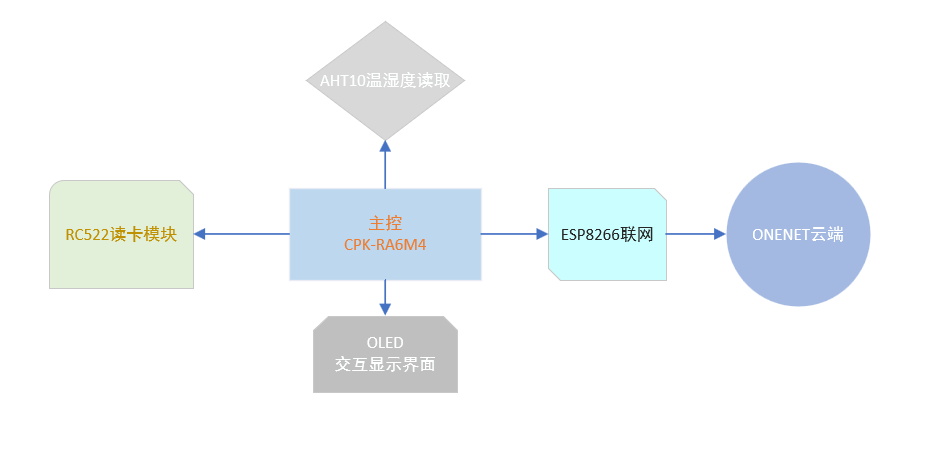 AHT10温湿度读取
RC522读卡模块
主控
CPK-RA6M4
ESP8266联网
ONENET云端
OLED
交互显示界面